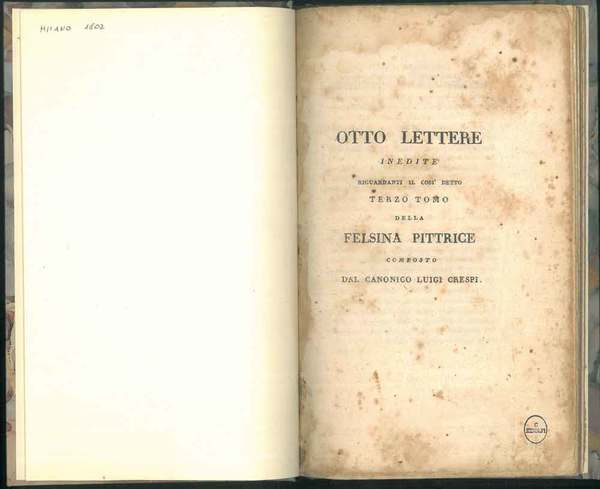 MILANO 1802
OTTO LETTERE
INEDITE
RIGUARDANTI IL COSI' DETTO
TERZO TOMO
DELLA
FELSINA PITTRICE
COMPOSTO
DAL CANONICO LUIGI CRESPI.
C